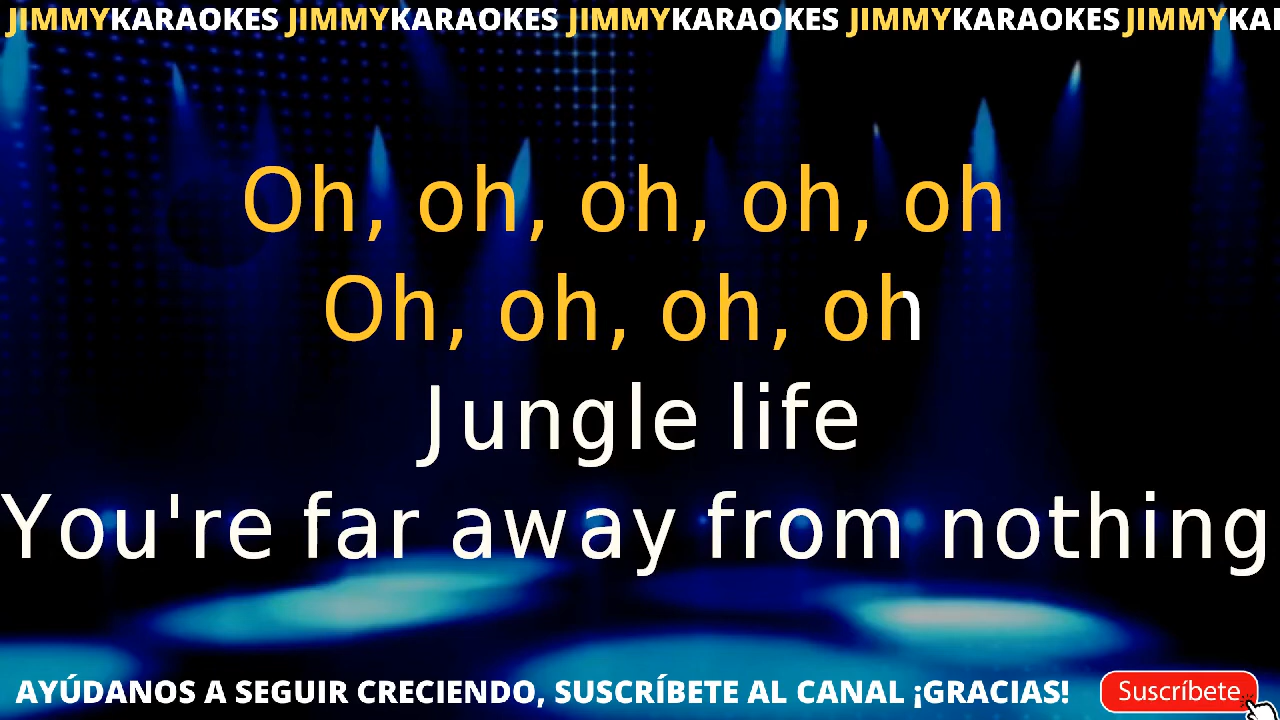 JIMMYKARAOKES JIMMYKARAOKES JIMMYKARAOKES JIMMYKARAOKES JIMMYKA
Oh, oh, oh, oh, oh
Oh, oh, oh, oh
Jungle life
You're far away from nothing
AYÚDANOS A SEGUIR CRECIENDO, SUSCRÍBETE AL CANAL ¡GRACIAS! Suscríbete